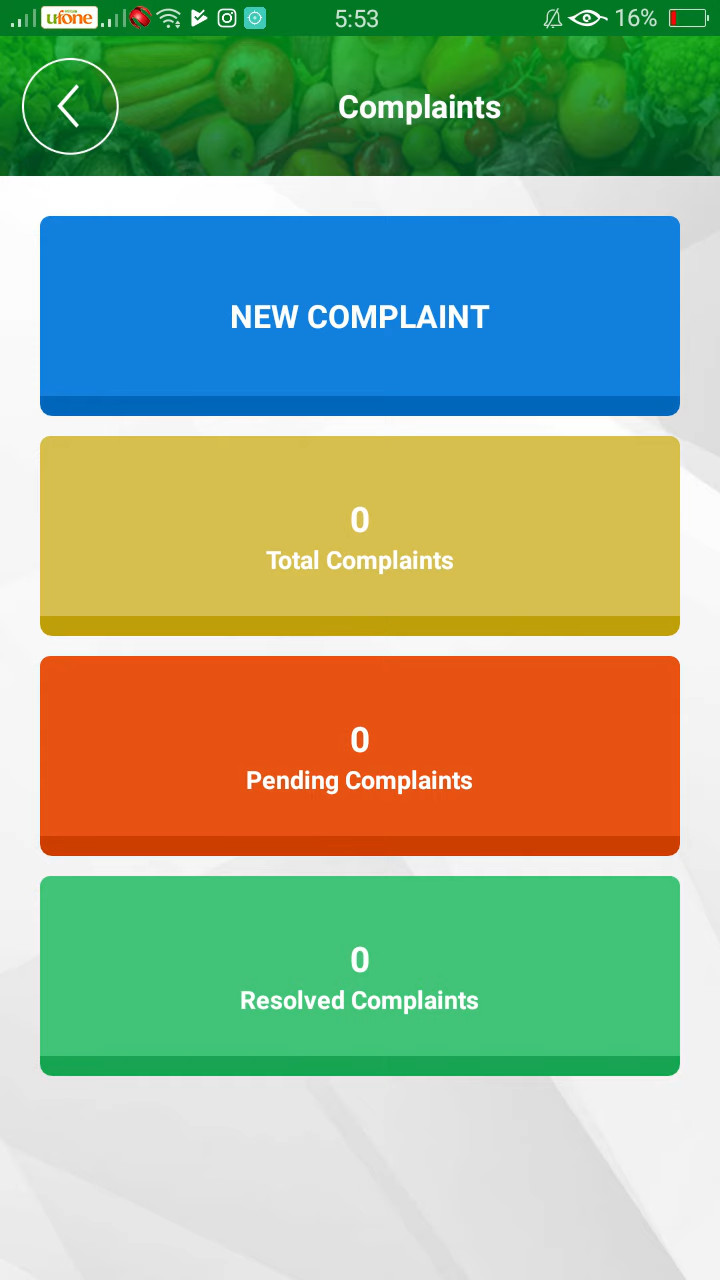 ufone
5:53
16%
Complaints
NEW COMPLAINT
0
Total Complaints
0
Pending Complaints
0
Resolved Complaints